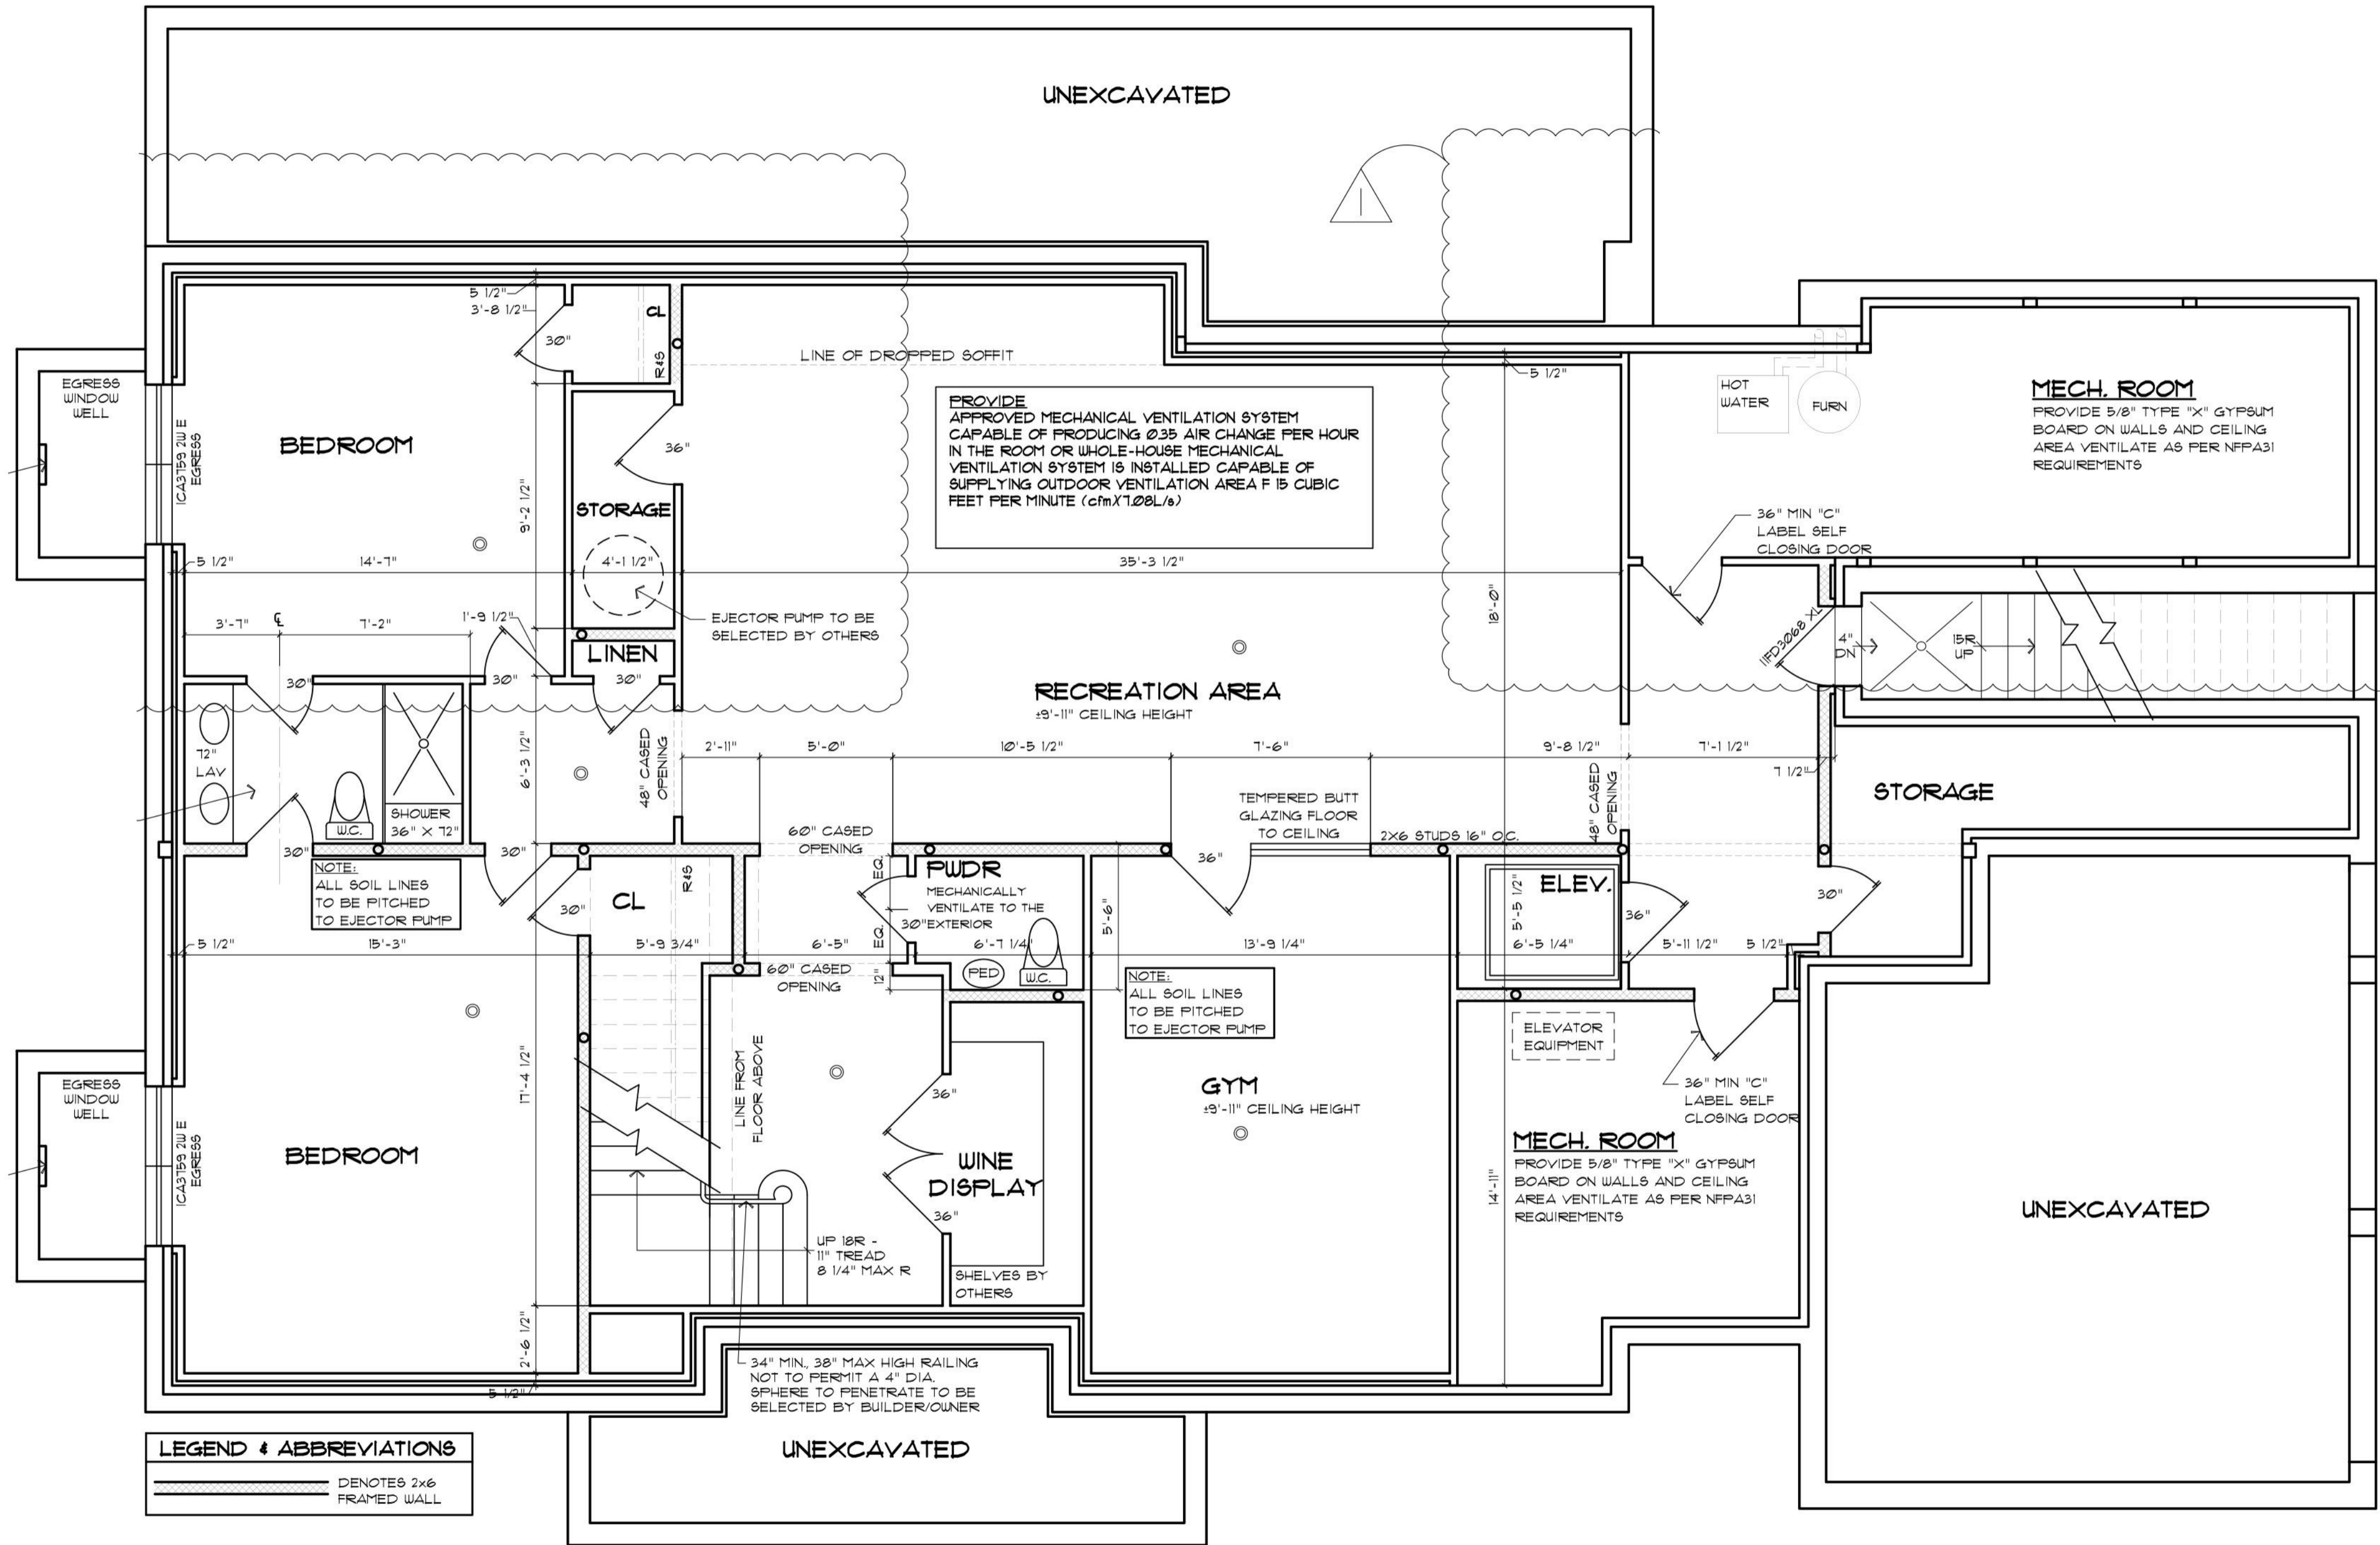 UNEXCAVATED
5 1/2"
3'-8 1/2"
CL
30"
R&S
LINE OF DROPPED SOFFIT
5 1/2"
EGRESS
WINDOW
WELL
ICA3759 2W E
EGRESS
BEDROOM
36"
9'-2 1/2"
STORAGE
PROVIDE
APPROVED MECHANICAL VENTILATION SYSTEM
CAPABLE OF PRODUCING 0.35 AIR CHANGE PER HOUR
IN THE ROOM OR WHOLE-HOUSE MECHANICAL
VENTILATION SYSTEM IS INSTALLED CAPABLE OF
SUPPLYING OUTDOOR VENTILATION AREA F 15 CUBIC
FEET PER MINUTE (cfmX7.08L/s)
HOT
WATER
FURN
MECH. ROOM
PROVIDE 5/8" TYPE "X" GYPSUM
BOARD ON WALLS AND CEILING
AREA VENTILATE AS PER NFPA31
REQUIREMENTS
36" MIN "C"
LABEL SELF
CLOSING DOOR
5 1/2"
14'-7"
4'-1 1/2"
35'-3 1/2"
18'-0"
3'-7"
℄
7'-2"
1'-9 1/2"
EJECTOR PUMP TO BE
SELECTED BY OTHERS
11FD3068 XL
4"
DN
15R
UP
LINEN
30"
30"
30"
RECREATION AREA
±9'-11" CEILING HEIGHT
72"
LAV
W.C.
SHOWER
36" X 72"
6'-3 1/2"
48" CASED
OPENING
2'-11"
5'-0"
10'-5 1/2"
7'-6"
9'-8 1/2"
7'-1 1/2"
7 1/2"
STORAGE
TEMPERED BUTT
GLAZING FLOOR
TO CEILING
48" CASED
OPENING
60" CASED
OPENING
2X6 STUDS 16" O.C.
30"
30"
NOTE:
ALL SOIL LINES
TO BE PITCHED
TO EJECTOR PUMP
30"
CL
R&S
EQ.
EQ.
12"
PWDR
MECHANICALLY
VENTILATE TO THE
EXTERIOR
30"
36"
5'-6"
5'-5 1/2"
ELEV.
36"
30"
5 1/2"
15'-3"
5'-9 3/4"
6'-5"
6'-7 1/4"
13'-9 1/4"
6'-5 1/4"
5'-11 1/2"
5 1/2"
60" CASED
OPENING
PED
W.C.
NOTE:
ALL SOIL LINES
TO BE PITCHED
TO EJECTOR PUMP
ELEVATOR
EQUIPMENT
EGRESS
WINDOW
WELL
ICA3759 2W E
EGRESS
BEDROOM
17'-4 1/2"
LINE FROM
FLOOR ABOVE
36"
WINE
DISPLAY
36"
GYM
±9'-11" CEILING HEIGHT
36" MIN "C"
LABEL SELF
CLOSING DOOR
MECH. ROOM
PROVIDE 5/8" TYPE "X" GYPSUM
BOARD ON WALLS AND CEILING
AREA VENTILATE AS PER NFPA31
REQUIREMENTS
14'-11"
UNEXCAVATED
UP 18R -
11" TREAD
8 1/4" MAX R
SHELVES BY
OTHERS
2'-6 1/2"
5 1/2"
34" MIN., 38" MAX HIGH RAILING
NOT TO PERMIT A 4" DIA.
SPHERE TO PENETRATE TO BE
SELECTED BY BUILDER/OWNER
UNEXCAVATED
LEGEND & ABBREVIATIONS
DENOTES 2x6
FRAMED WALL